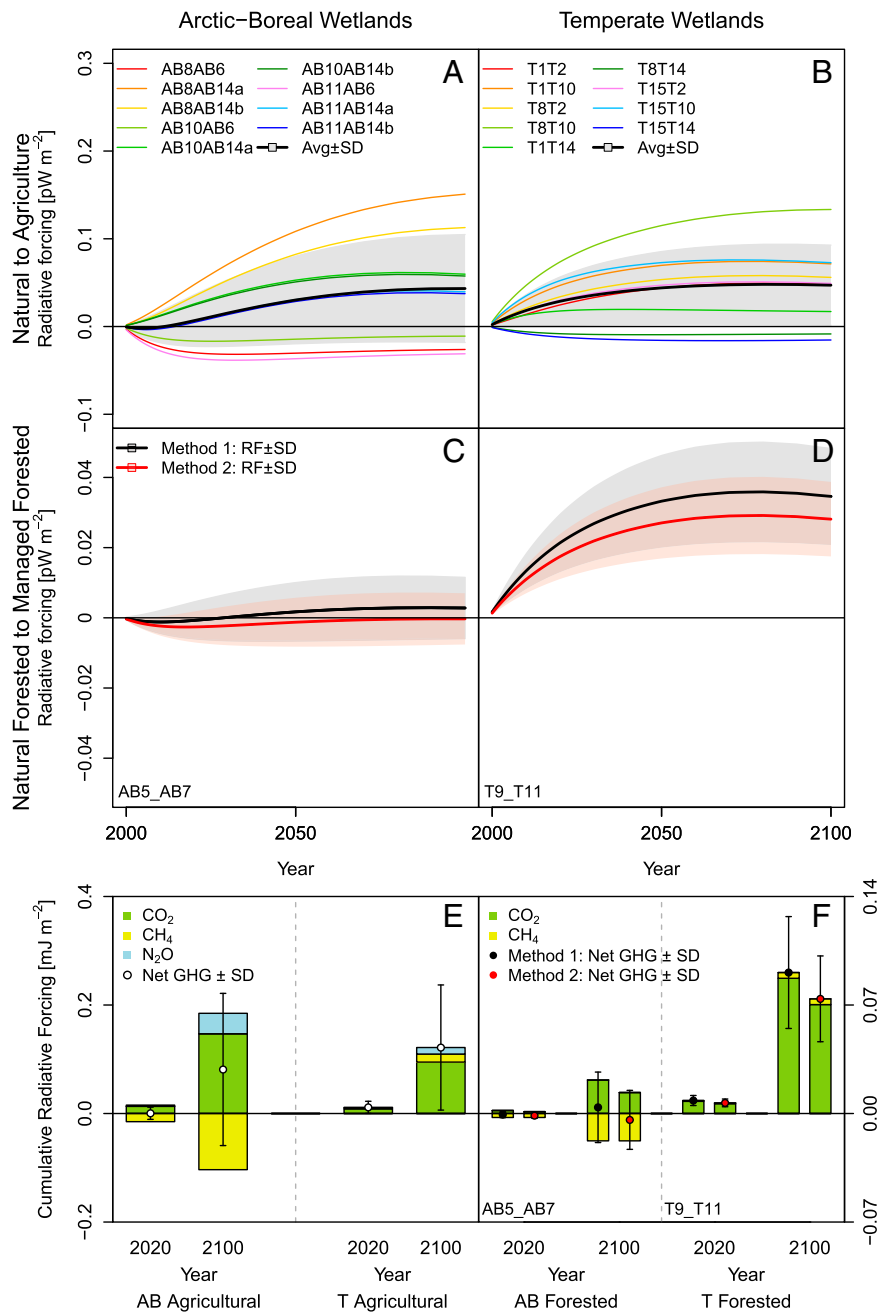 Arctic−Boreal Wetlands
Temperate Wetlands
Natural to Agriculture
Radiative forcing [pW m−2]
0.3
0.2
0.1
0.0
−0.1
A
AB8AB6
AB8AB14a
AB8AB14b
AB10AB6
AB10AB14a
AB10AB14b
AB11AB6
AB11AB14a
AB11AB14b
Avg±SD
B
T1T2
T1T10
T8T2
T8T10
T1T14
T8T14
T15T2
T15T10
T15T14
Avg±SD
Natural Forested to Managed Forested
Radiative forcing [pW m−2]
0.04
0.02
0
−0.02
−0.04
C
Method 1: RF±SD
Method 2: RF±SD
AB5_AB7
D
T9_T11
2000
2050
2000
2050
2100
Year
Year
Cumulative Radiative Forcing [mJ m−2]
0.4
0.2
0.0
−0.2
E
CO2
CH4
N2O
Net GHG ± SD
F
CO2
CH4
Method 1: Net GHG ± SD
Method 2: Net GHG ± SD
AB5_AB7
T9_T11
0.14
0.07
0.00
−0.07
2020
2100
2020
2100
2020
2100
2020
2100
Year
Year
Year
Year
AB Agricultural
T Agricultural
AB Forested
T Forested